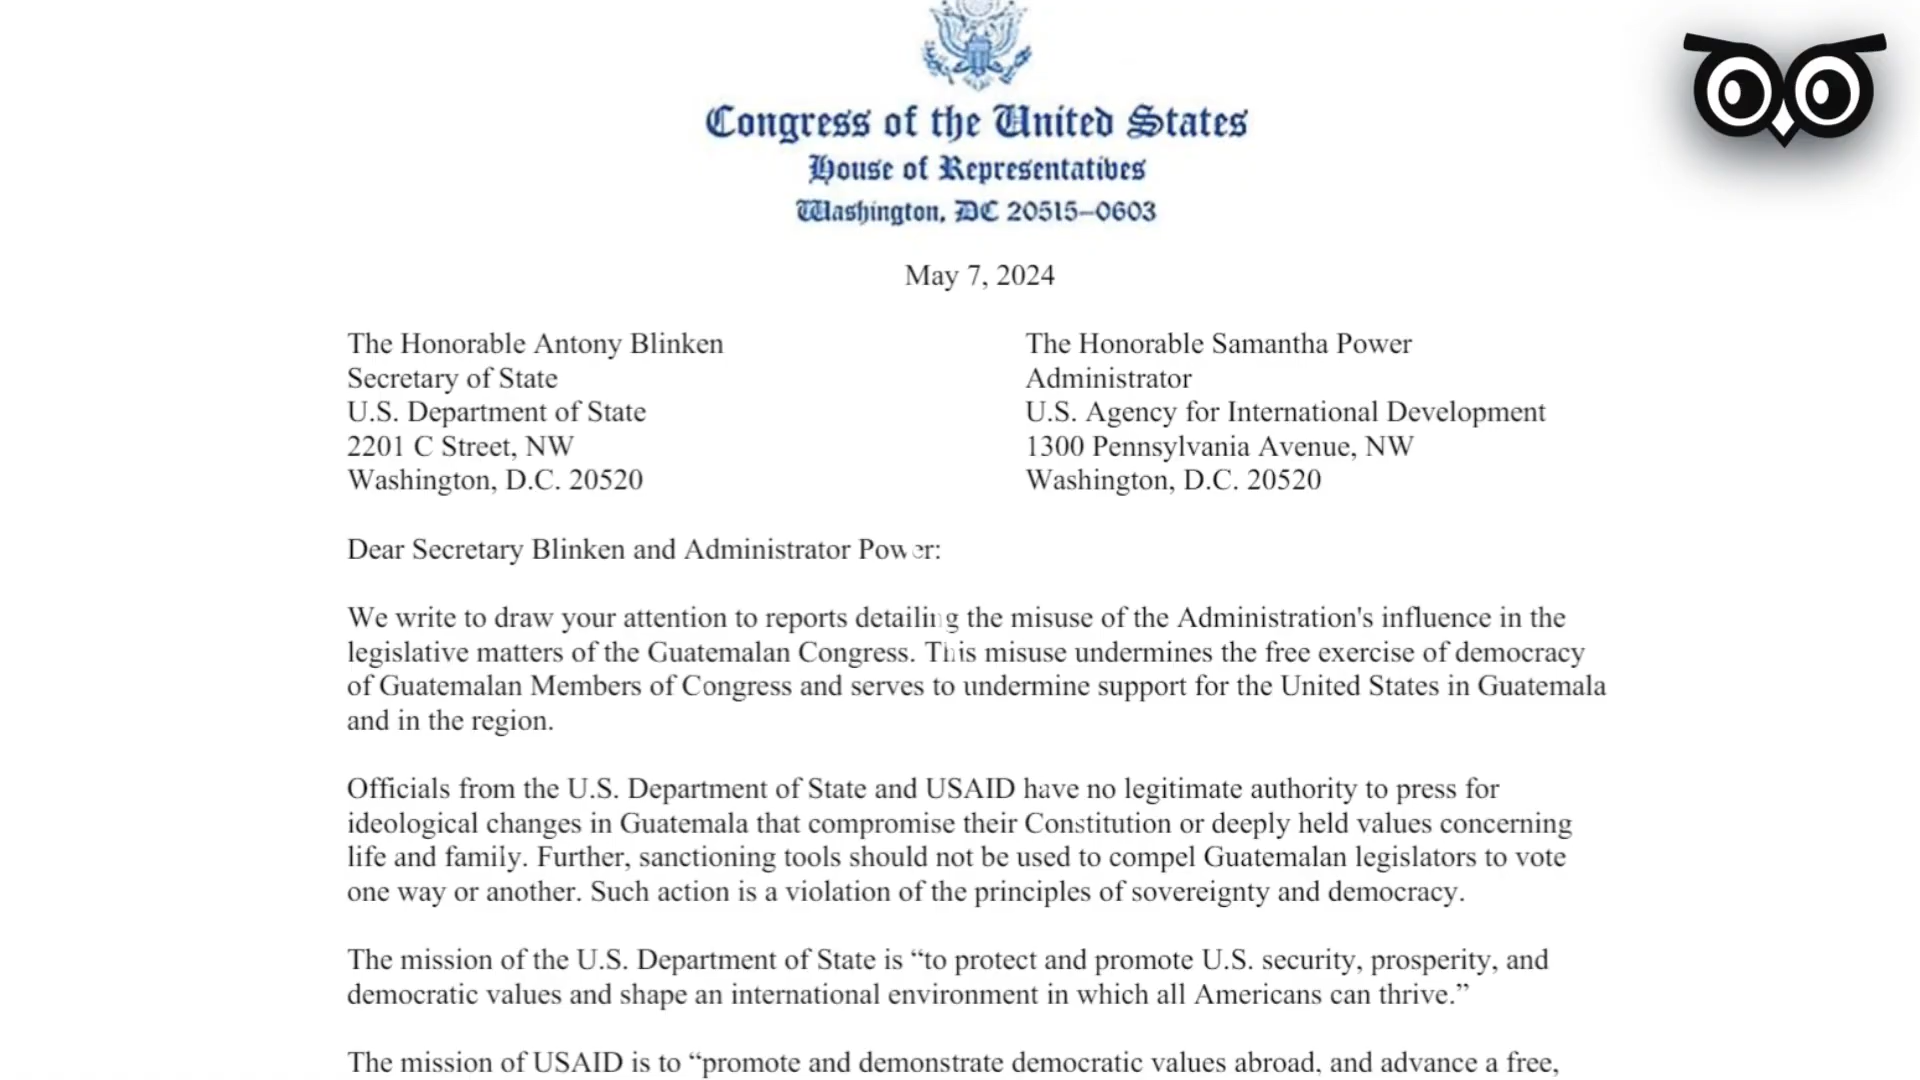 Congress of the United States
House of Representatives
Washington, DC 20515–0603
May 7, 2024
The Honorable Antony Blinken
Secretary of State
U.S. Department of State
2201 C Street, NW
Washington, D.C. 20520
The Honorable Samantha Power
Administrator
U.S. Agency for International Development
1300 Pennsylvania Avenue, NW
Washington, D.C. 20520
Dear Secretary Blinken and Administrator Power:
We write to draw your attention to reports detailing the misuse of the Administration's influence in the
legislative matters of the Guatemalan Congress. This misuse undermines the free exercise of democracy
of Guatemalan Members of Congress and serves to undermine support for the United States in Guatemala
and in the region.
Officials from the U.S. Department of State and USAID have no legitimate authority to press for
ideological changes in Guatemala that compromise their Constitution or deeply held values concerning
life and family. Further, sanctioning tools should not be used to compel Guatemalan legislators to vote
one way or another. Such action is a violation of the principles of sovereignty and democracy.
The mission of the U.S. Department of State is “to protect and promote U.S. security, prosperity, and
democratic values and shape an international environment in which all Americans can thrive.”
The mission of USAID is to “promote and demonstrate democratic values abroad, and advance a free,